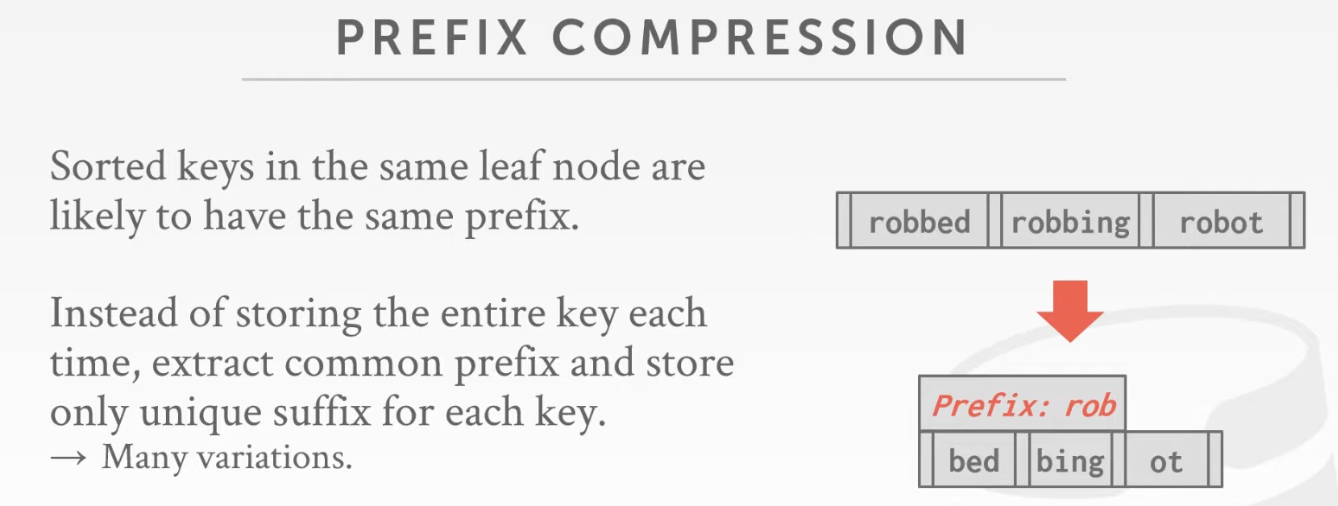 PREFIX COMPRESSION
Sorted keys in the same leaf node are
likely to have the same prefix.
Instead of storing the entire key each
time, extract common prefix and store
only unique suffix for each key.
→ Many variations.
robbed robbing robot
Prefix: rob
bed bing ot